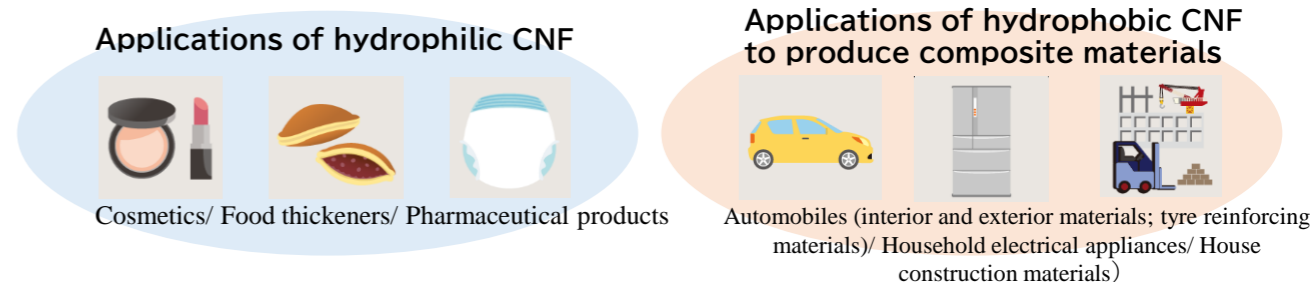 Applications of hydrophilic CNF
Cosmetics/ Food thickeners/ Pharmaceutical products
Applications of hydrophobic CNF
to produce composite materials
Automobiles (interior and exterior materials; tyre reinforcing
materials)/ Household electrical appliances/ House
construction materials）